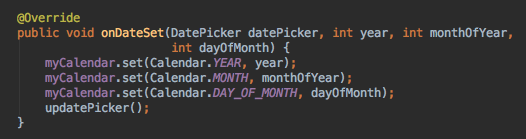 @Override
public void onDateSet(DatePicker datePicker, int year, int monthOfYear,
int dayOfMonth) {
myCalendar.set(Calendar.YEAR, year);
myCalendar.set(Calendar.MONTH, monthOfYear);
myCalendar.set(Calendar.DAY_OF_MONTH, dayOfMonth);
updatePicker();
}